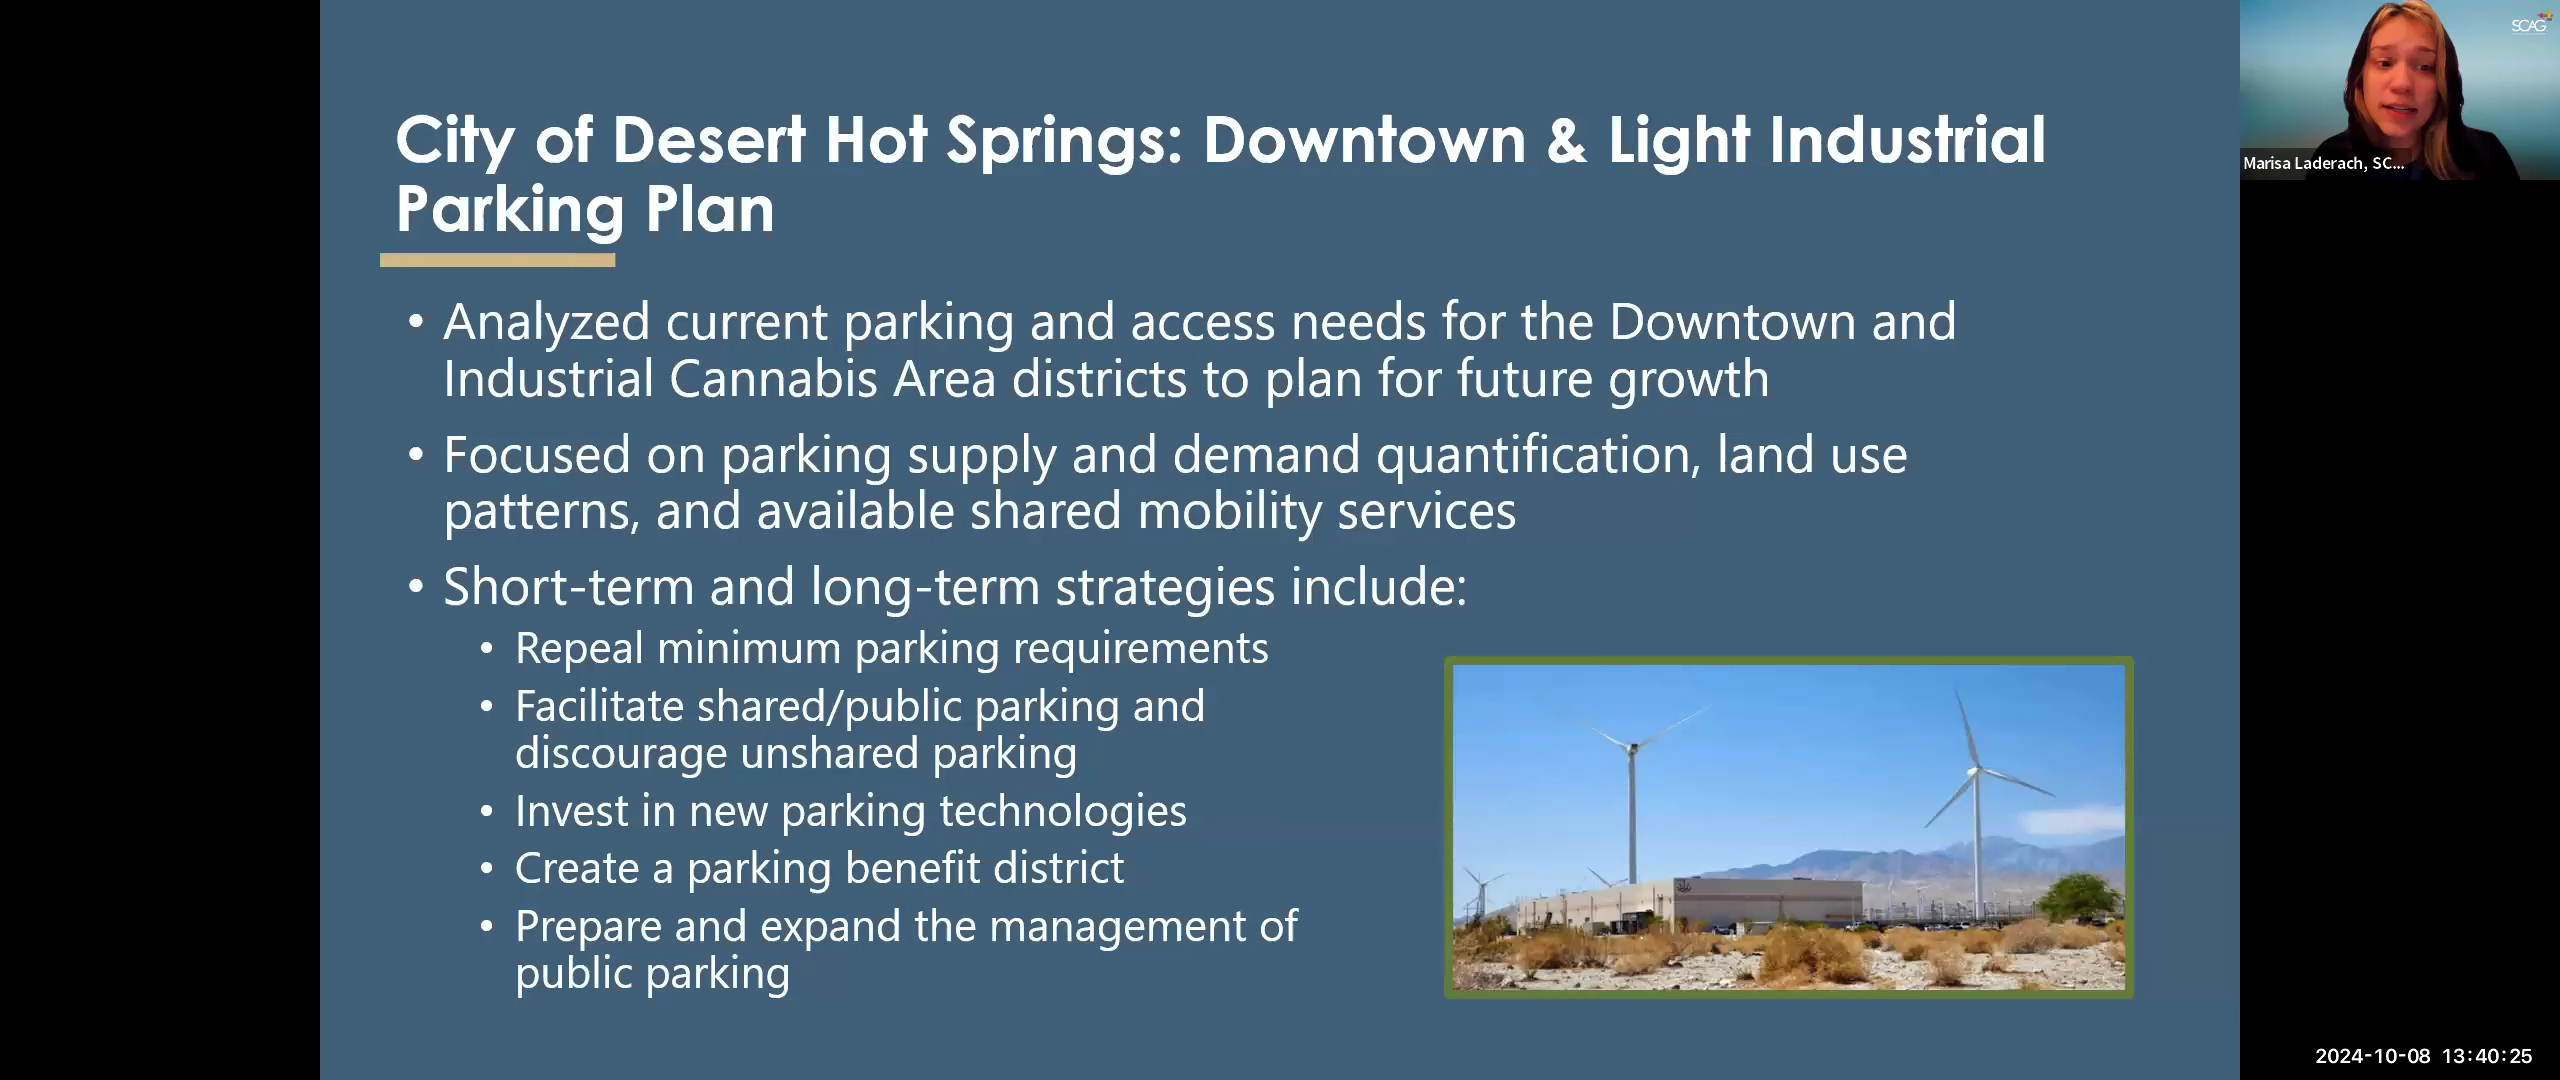 City of Desert Hot Springs: Downtown & Light Industrial
Parking Plan
• Analyzed current parking and access needs for the Downtown and
Industrial Cannabis Area districts to plan for future growth
• Focused on parking supply and demand quantification, land use
patterns, and available shared mobility services
• Short-term and long-term strategies include:
• Repeal minimum parking requirements
• Facilitate shared/public parking and
discourage unshared parking
• Invest in new parking technologies
• Create a parking benefit district
• Prepare and expand the management of
public parking
SCAG
Marisa Laderach, SC...
2024-10-08 13:40:25